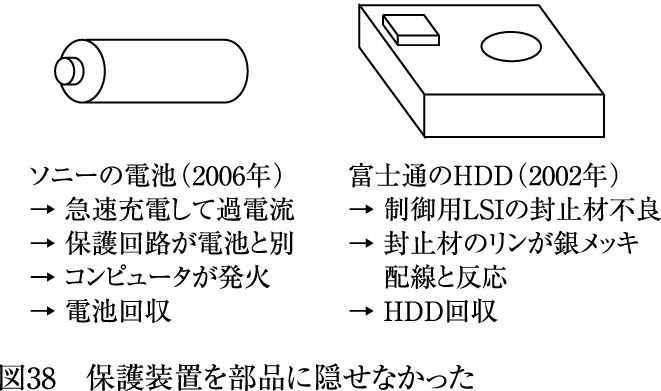 ソニーの電池（2006年）
→ 急速充電して過電流
→ 保護回路が電池と別
→ コンピュータが発火
→ 電池回収
富士通のHDD（2002年）
→ 制御用LSIの封止材不良
→ 封止材のリンが銀メッキ
配線と反応
→ HDD回収
図38　保護装置を部品に隠せなかった